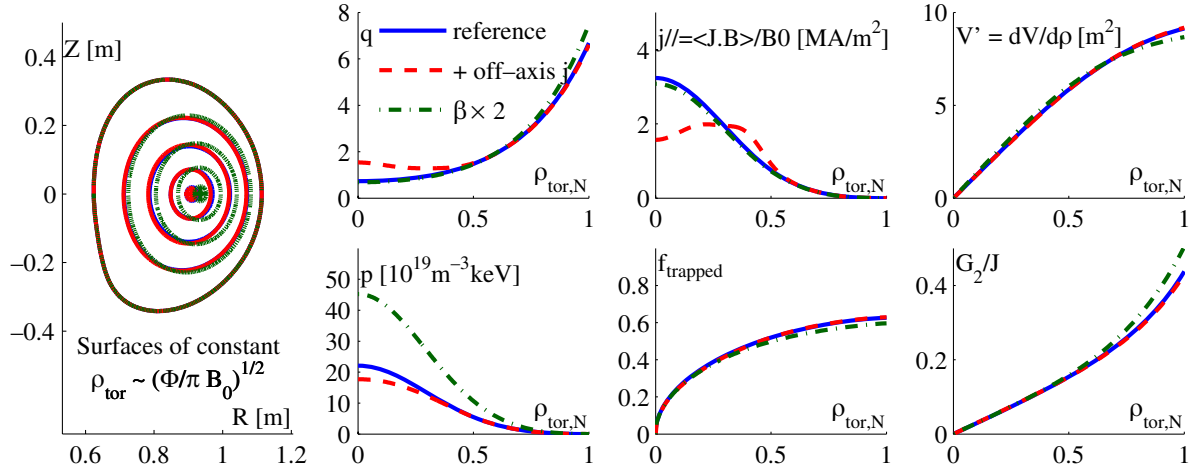 Z [m]
0.4
0.2
0
−0.2
−0.4
Surfaces of constant
ρtor ~ (Φ/π B0)1/2
R [m]
0.6 0.8 1 1.2
q
reference
+ off−axis j
β × 2
8
6
4
2
0
ρtor,N
0 0.5 1
j//=<J.B>/B0 [MA/m2]
4
2
0
ρtor,N
0 0.5 1
V' = dV/dρ [m2]
10
5
0
ρtor,N
0 0.5 1
p [1019m−3keV]
50
40
30
20
10
0
ρtor,N
0 0.5 1
ftrapped
0.8
0.6
0.4
0.2
0
ρtor,N
0 0.5 1
G2/J
0.4
0.2
0
ρtor,N
0 0.5 1